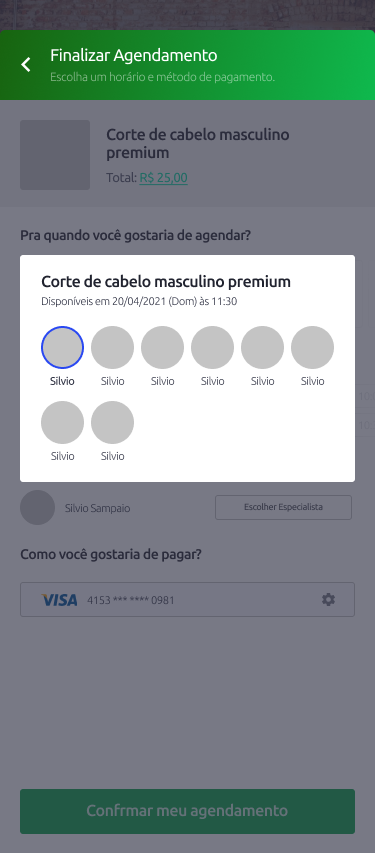 Finalizar Agendamento
Escolha um horário e método de pagamento.
Corte de cabelo masculino
premium
Total: R$ 25,00
Pra quando você gostaria de agendar?
Corte de cabelo masculino premium
Disponíveis em 20/04/2021 (Dom) às 11:30
Silvio Silvio Silvio Silvio Silvio Silvio
Silvio Silvio
Silvio Sampaio
Escolher Especialista
Como você gostaria de pagar?
VISA 4153 *** **** 0981
Confrmar meu agendamento